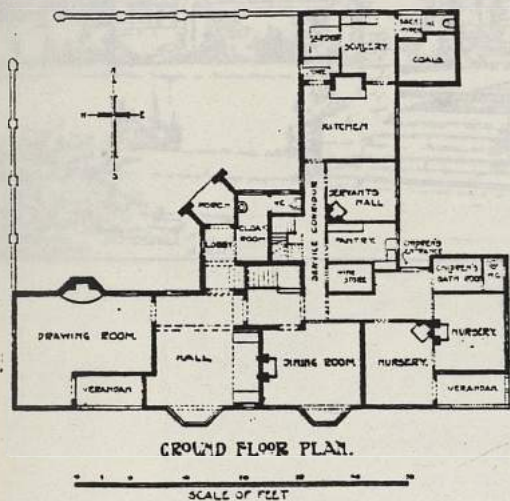 LARDER
SCULLERY
W.C.
COALS
N
W E
S
KITCHEN
SERVANTS
HALL
PORCH
W.C.
CLOAK
ROOM
LOBBY
SERVICE CORRIDOR
PANTRY
CHILDREN'S
ENTRANCE
WINE
STORE
CHILDREN'S
BATH ROOM
W.C.
DRAWING ROOM.
HALL
DINING ROOM.
NURSERY.
NURSERY.
VERANDAH.
VERANDAH.
GROUND FLOOR PLAN.
SCALE OF FEET